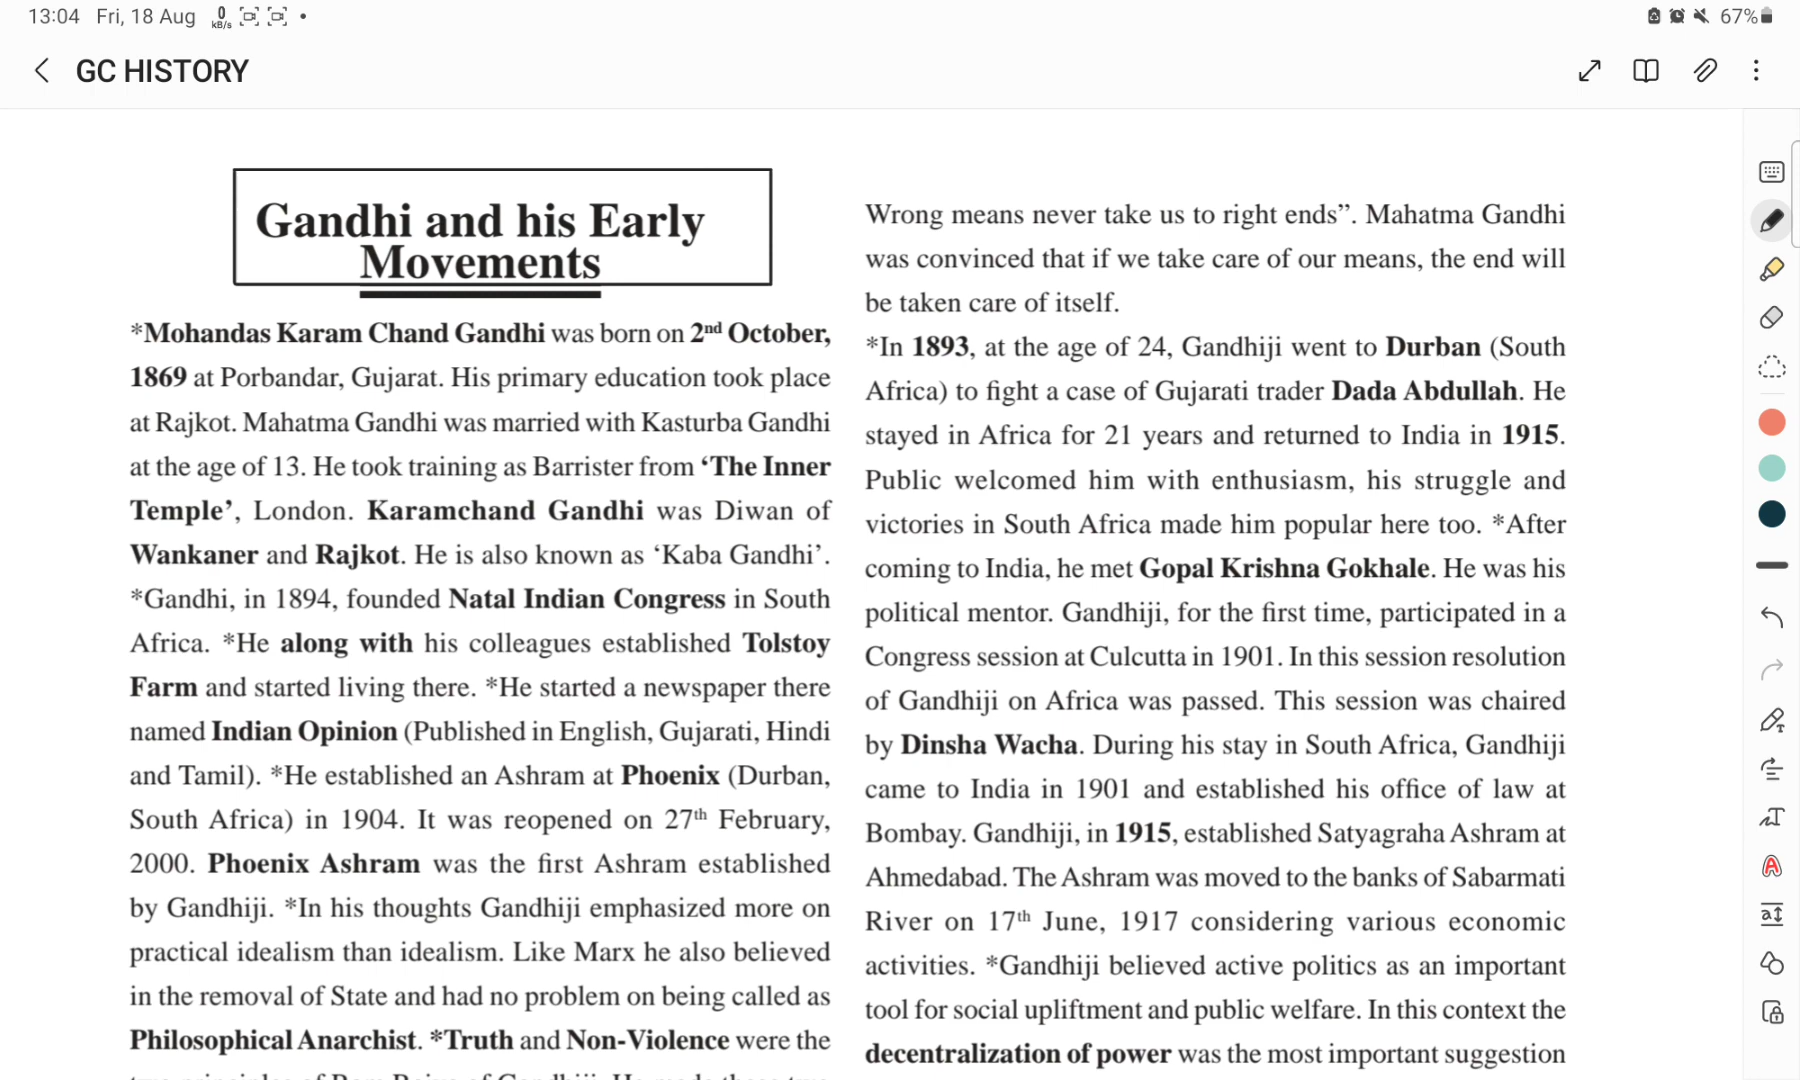 13:04 Fri, 18 Aug 0 kB/s 67%
GC HISTORY
Gandhi and his Early
Movements
*Mohandas Karam Chand Gandhi was born on 2nd October,
1869 at Porbandar, Gujarat. His primary education took place
at Rajkot. Mahatma Gandhi was married with Kasturba Gandhi
at the age of 13. He took training as Barrister from ‘The Inner
Temple’, London. Karamchand Gandhi was Diwan of
Wankaner and Rajkot. He is also known as ‘Kaba Gandhi’.
*Gandhi, in 1894, founded Natal Indian Congress in South
Africa. *He along with his colleagues established Tolstoy
Farm and started living there. *He started a newspaper there
named Indian Opinion (Published in English, Gujarati, Hindi
and Tamil). *He established an Ashram at Phoenix (Durban,
South Africa) in 1904. It was reopened on 27th February,
2000. Phoenix Ashram was the first Ashram established
by Gandhiji. *In his thoughts Gandhiji emphasized more on
practical idealism than idealism. Like Marx he also believed
in the removal of State and had no problem on being called as
Philosophical Anarchist. *Truth and Non-Violence were the
Wrong means never take us to right ends”. Mahatma Gandhi
was convinced that if we take care of our means, the end will
be taken care of itself.
*In 1893, at the age of 24, Gandhiji went to Durban (South
Africa) to fight a case of Gujarati trader Dada Abdullah. He
stayed in Africa for 21 years and returned to India in 1915.
Public welcomed him with enthusiasm, his struggle and
victories in South Africa made him popular here too. *After
coming to India, he met Gopal Krishna Gokhale. He was his
political mentor. Gandhiji, for the first time, participated in a
Congress session at Culcutta in 1901. In this session resolution
of Gandhiji on Africa was passed. This session was chaired
by Dinsha Wacha. During his stay in South Africa, Gandhiji
came to India in 1901 and established his office of law at
Bombay. Gandhiji, in 1915, established Satyagraha Ashram at
Ahmedabad. The Ashram was moved to the banks of Sabarmati
River on 17th June, 1917 considering various economic
activities. *Gandhiji believed active politics as an important
tool for social upliftment and public welfare. In this context the
decentralization of power was the most important suggestion